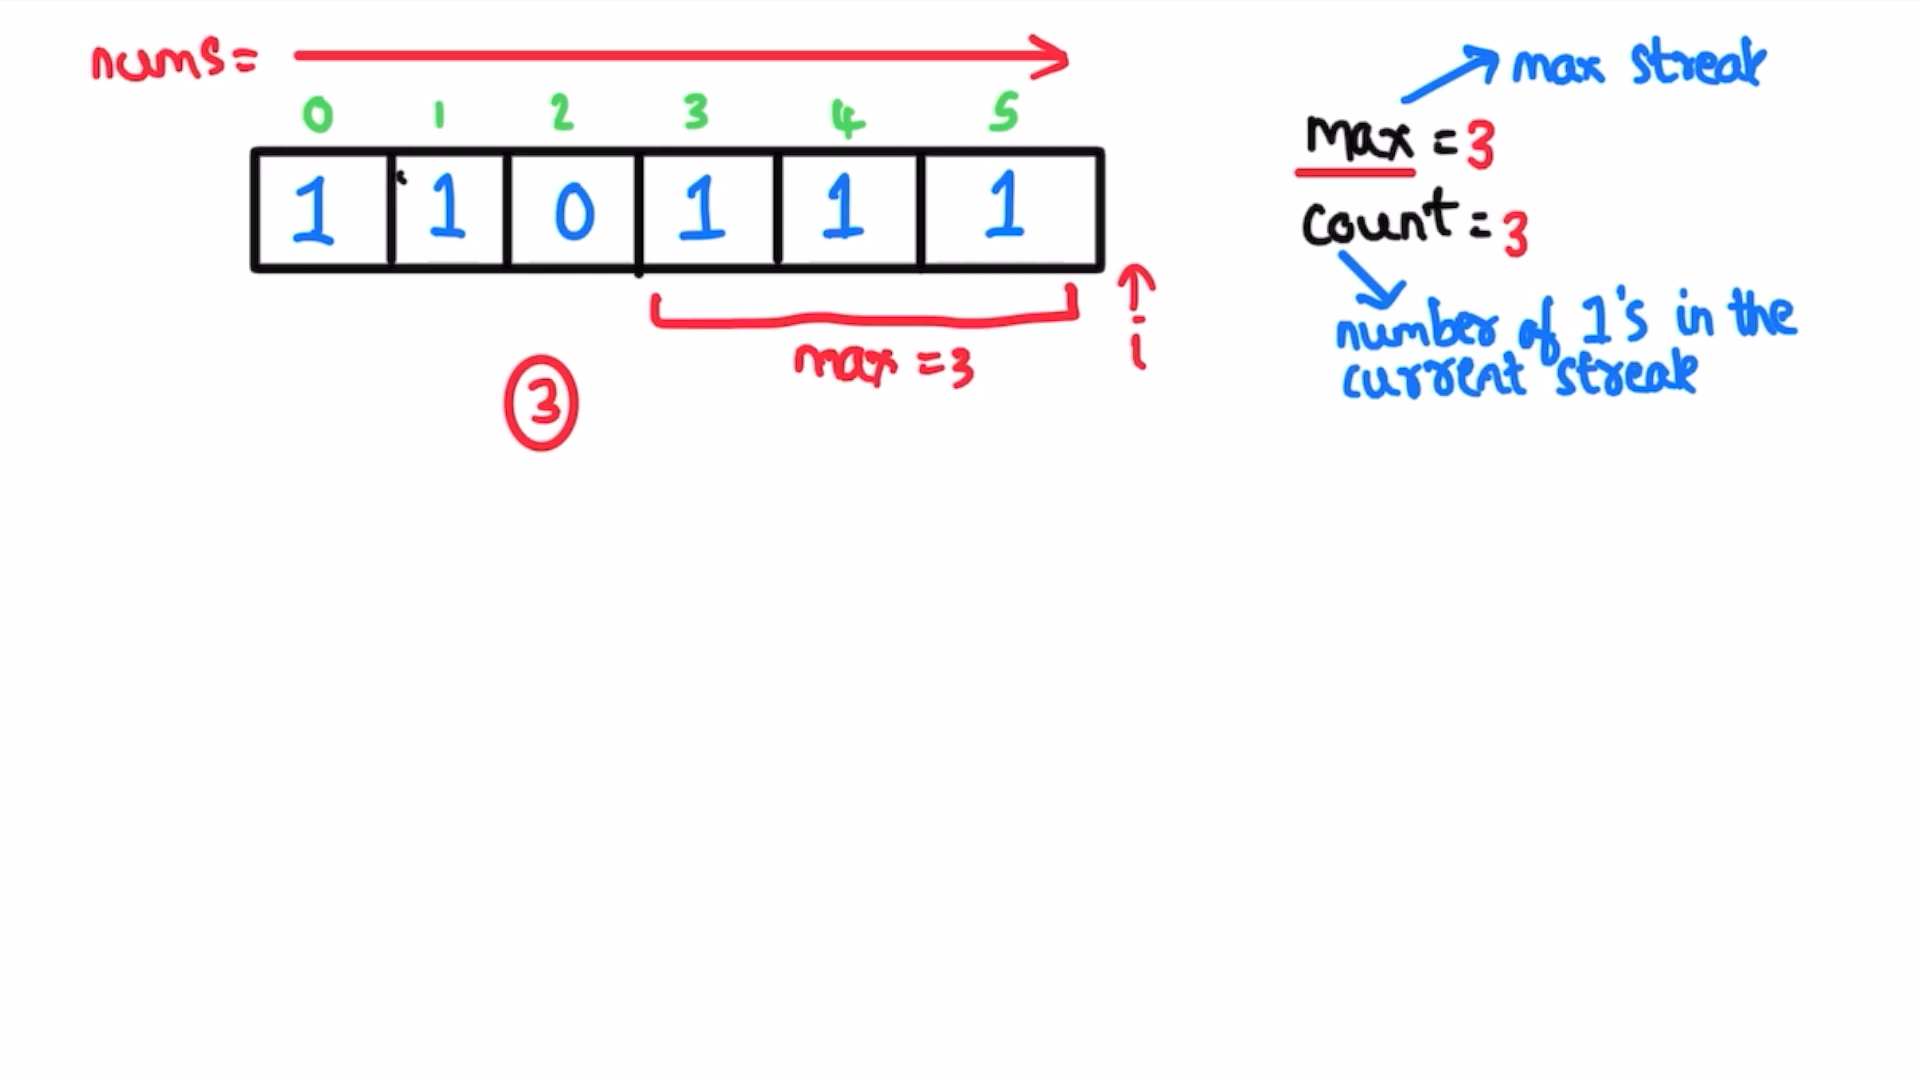 nums=
0 1 2 3 4 5
1 1 0 1 1 1
max = 3
i
3
max streak
max = 3
count = 3
number of 1's in the
current streak